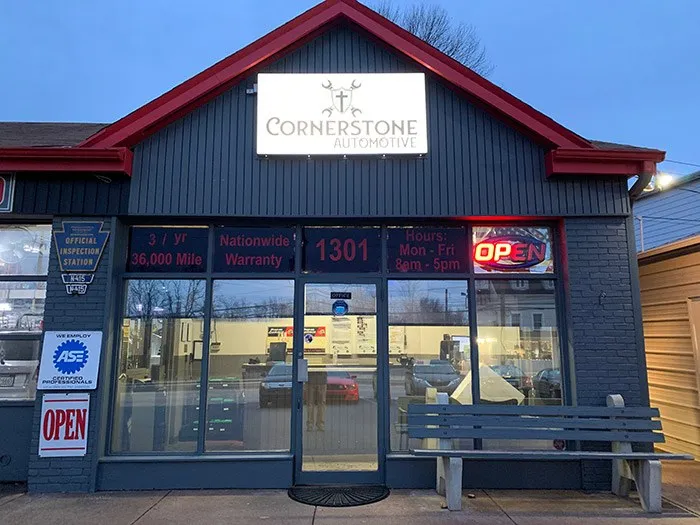 CORNERSTONE
AUTOMOTIVE
3 / yr
36,000 Mile
Nationwide
Warranty
1301
Hours:
Mon - Fri
8am - 5pm
OPEN
OFFICIAL
INSPECTION
STATION
OFFICE
WE EMPLOY
ASE
CERTIFIED
PROFESSIONALS
OPEN